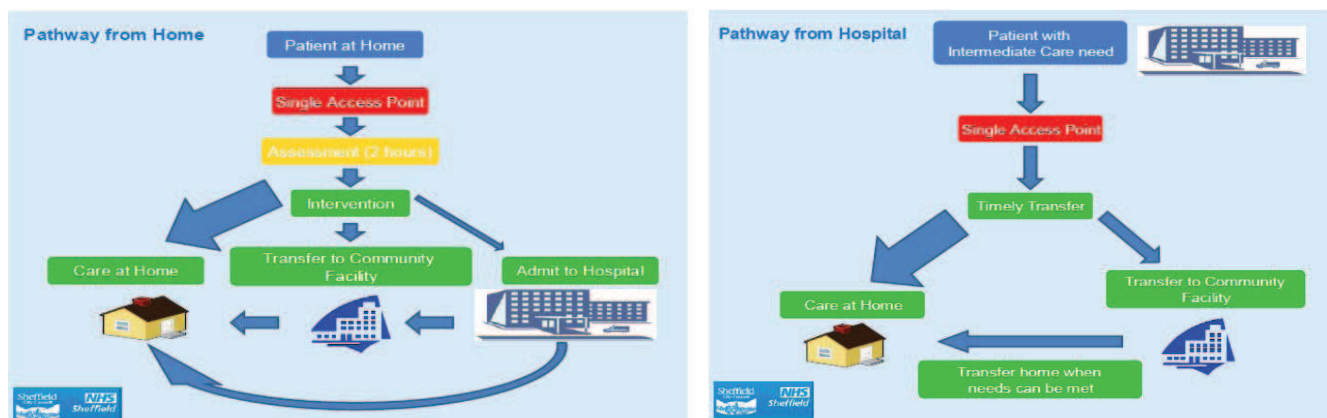 Pathway from Home
Patient at Home
Single Access Point
Assessment (2 hours)
Intervention
Care at Home
Transfer to Community
Facility
Admit to Hospital
Sheffield
City Council
NHS
Sheffield
Pathway from Hospital
Patient with
Intermediate Care need
Single Access Point
Timely Transfer
Care at Home
Transfer to Community
Facility
Transfer home when
needs can be met
Sheffield
City Council
NHS
Sheffield